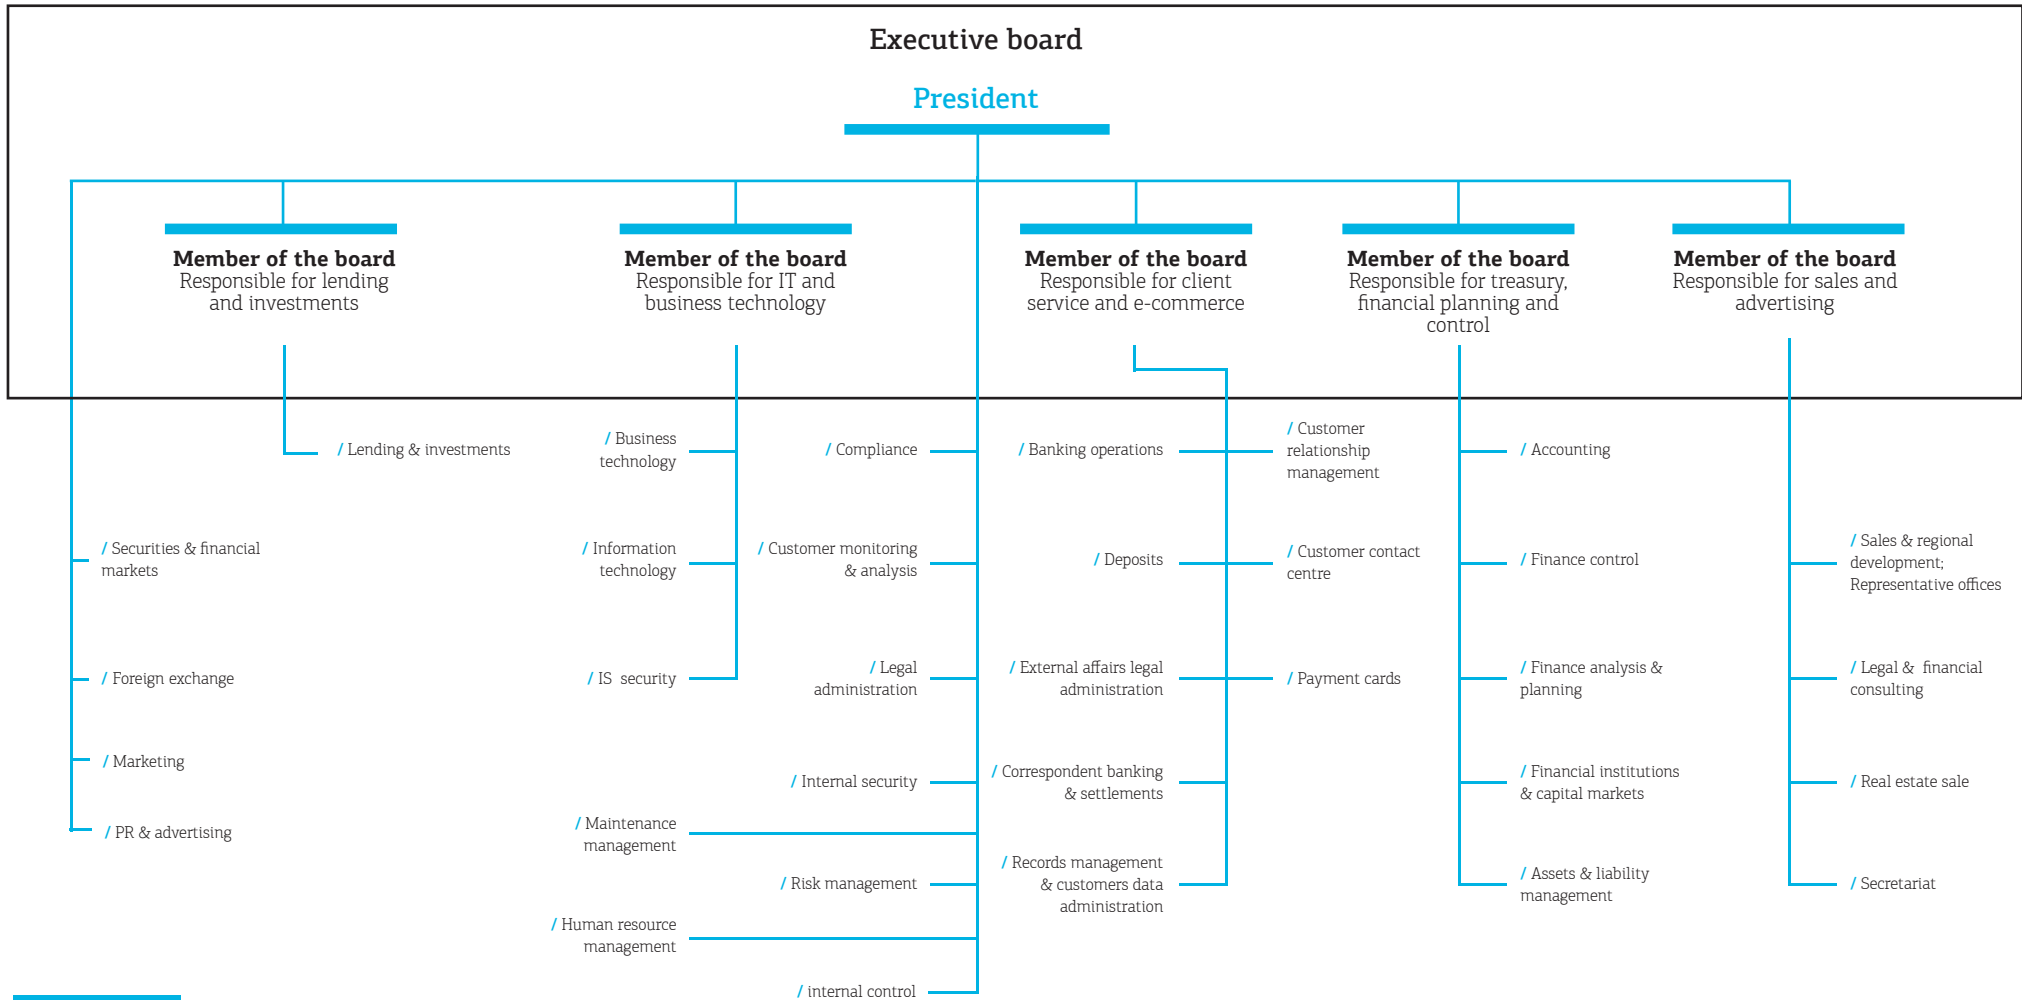 Executive board
President
Member of the board
Responsible for lending
and investments
Member of the board
Responsible for IT and
business technology
Member of the board
Responsible for client
service and e-commerce
Member of the board
Responsible for treasury,
financial planning and
control
Member of the board
Responsible for sales and
advertising
/ Securities & financial
markets
/ Foreign exchange
/ Marketing
/ PR & advertising
/ Lending & investments
/ Business
technology
/ Information
technology
/ IS security
/ Compliance
/ Customer monitoring
& analysis
/ Legal
administration
/ Internal security
/ Maintenance
management
/ Risk management
/ Human resource
management
/ internal control
/ Banking operations
/ Deposits
/ External affairs legal
administration
/ Correspondent banking
& settlements
/ Records management
& customers data
administration
/ Customer
relationship
management
/ Customer contact
centre
/ Payment cards
/ Accounting
/ Finance control
/ Finance analysis &
planning
/ Financial institutions
& capital markets
/ Assets & liability
management
/ Sales & regional
development;
Representative offices
/ Legal & financial
consulting
/ Real estate sale
/ Secretariat